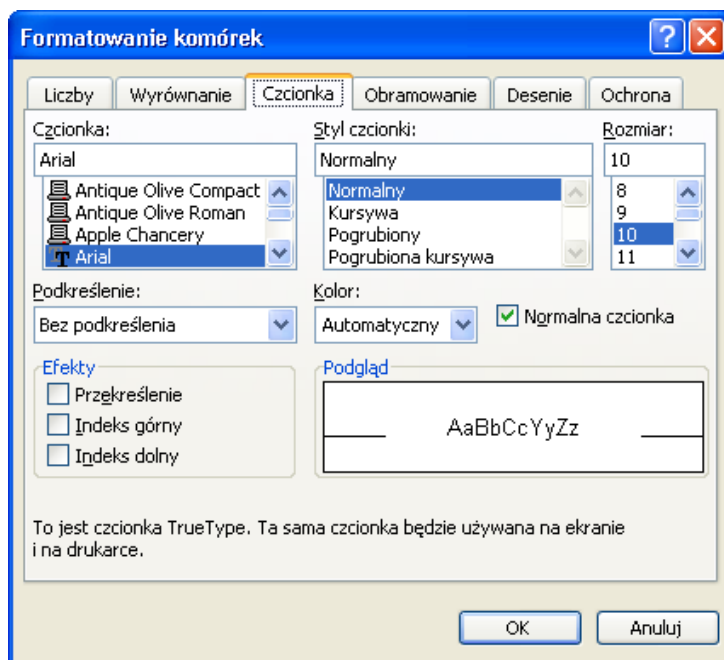 Formatowanie komórek
Liczby Wyrównanie Czcionka Obramowanie Desenie Ochrona
Czcionka: Styl czcionki: Rozmiar:
Arial Normalny 10
Antique Olive Compact Normalny 8
Antique Olive Roman Kursywa 9
Apple Chancery Pogrubiony 10
Arial Pogrubiona kursywa 11
Podkreślenie: Kolor:
Bez podkreślenia Automatyczny Normalna czcionka
Efekty Podgląd
Przekreślenie
Indeks górny AaBbCcYyZz
Indeks dolny
To jest czcionka TrueType. Ta sama czcionka będzie używana na ekranie
i na drukarce.
OK Anuluj